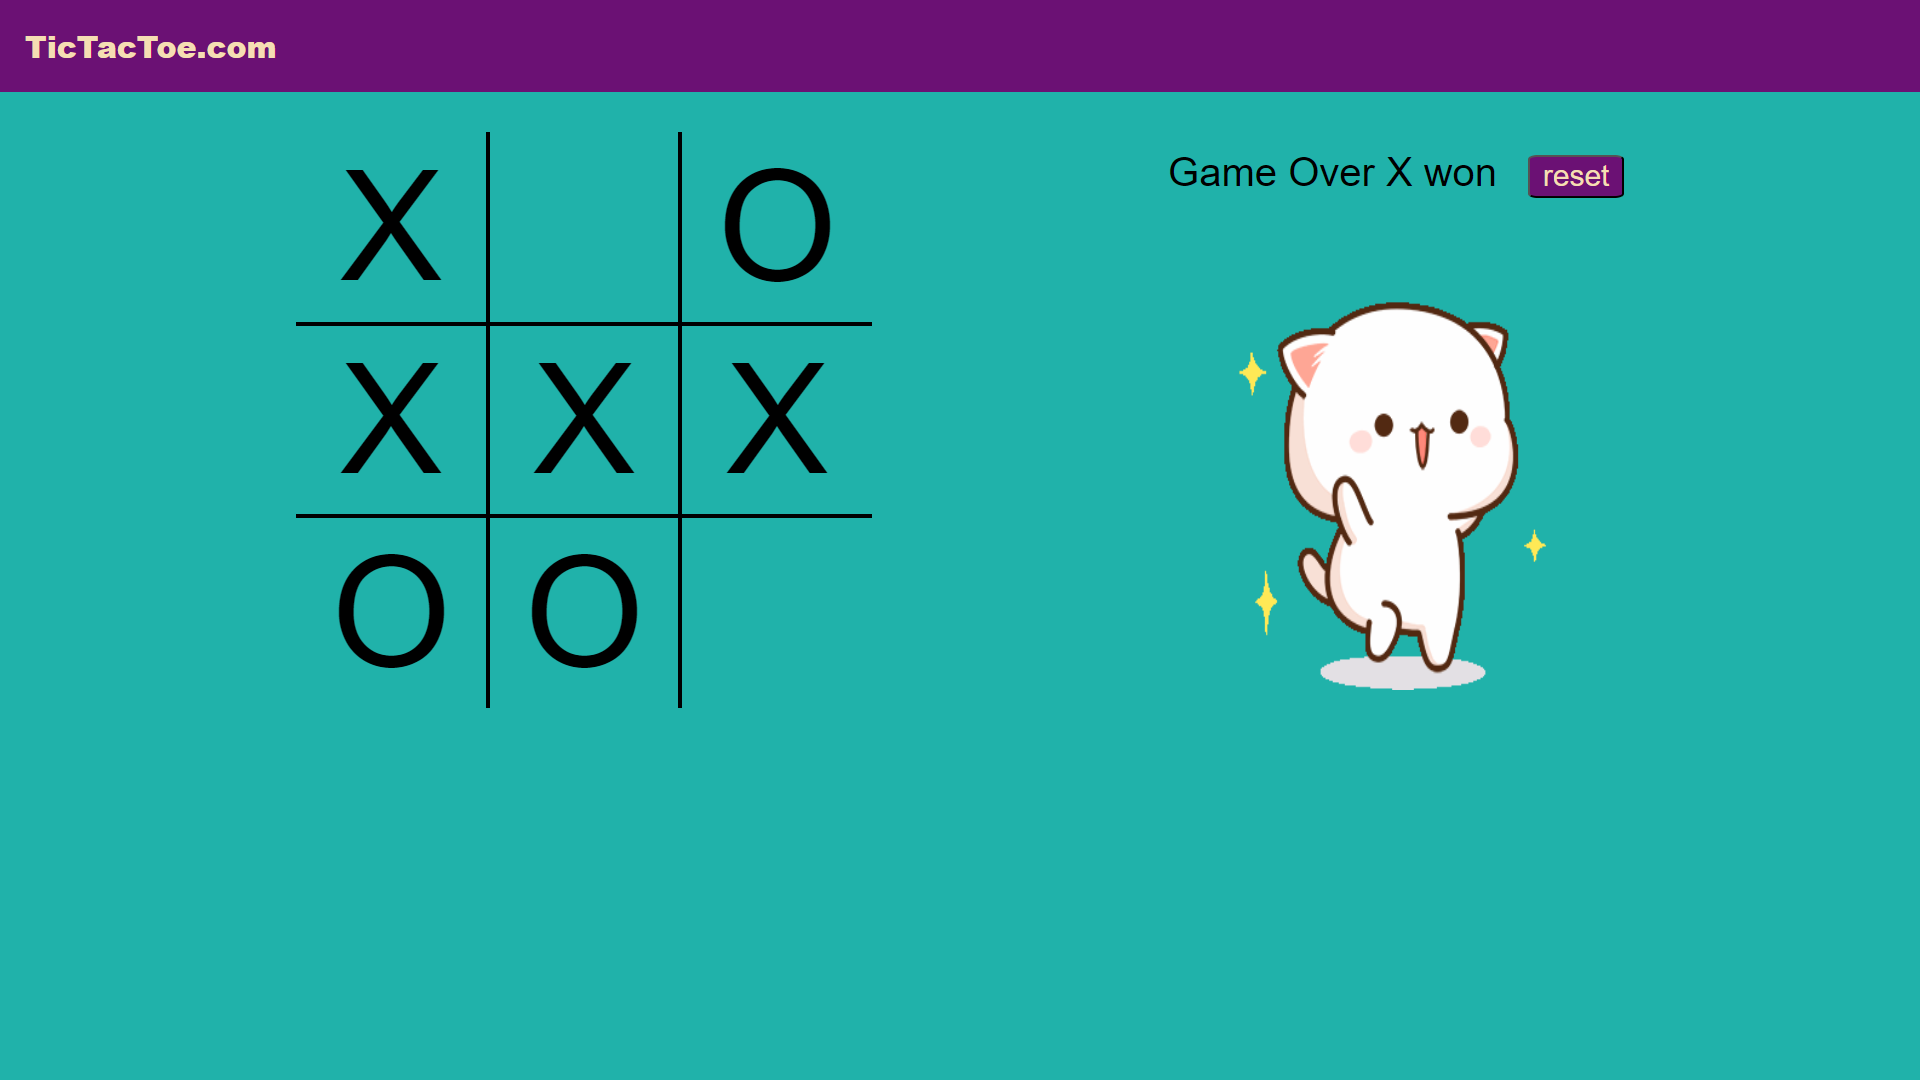 TicTacToe.com
Game Over X won reset
X O
X X X
O O